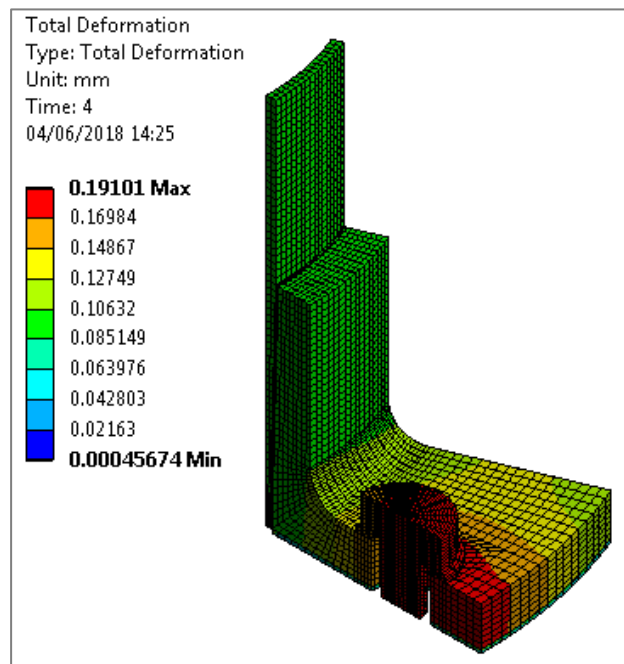 Total Deformation
Type: Total Deformation
Unit: mm
Time: 4
04/06/2018 14:25
0.19101 Max
0.16984
0.14867
0.12749
0.10632
0.085149
0.063976
0.042803
0.02163
0.00045674 Min